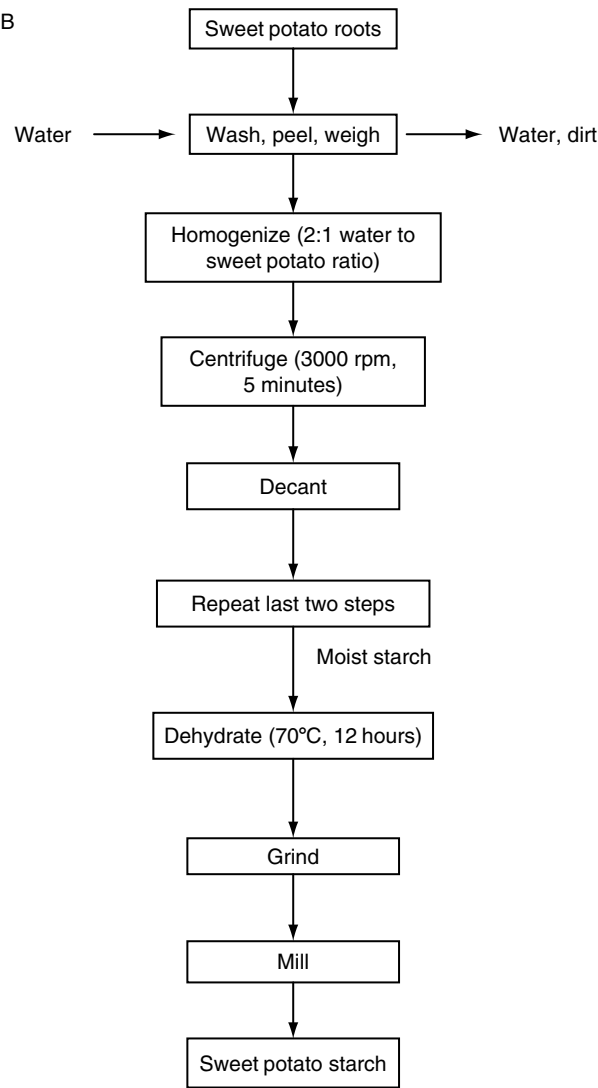 B
Sweet potato roots
Water
Wash, peel, weigh
Water, dirt
Homogenize (2:1 water to
sweet potato ratio)
Centrifuge (3000 rpm,
5 minutes)
Decant
Repeat last two steps
Moist starch
Dehydrate (70°C, 12 hours)
Grind
Mill
Sweet potato starch